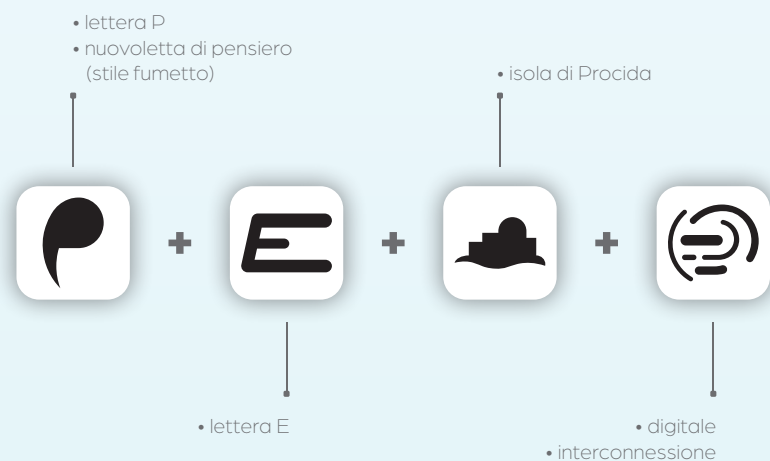 • lettera P
• nuovoletta di pensiero
(stile fumetto)
• isola di Procida
• lettera E
• digitale
• interconnessione